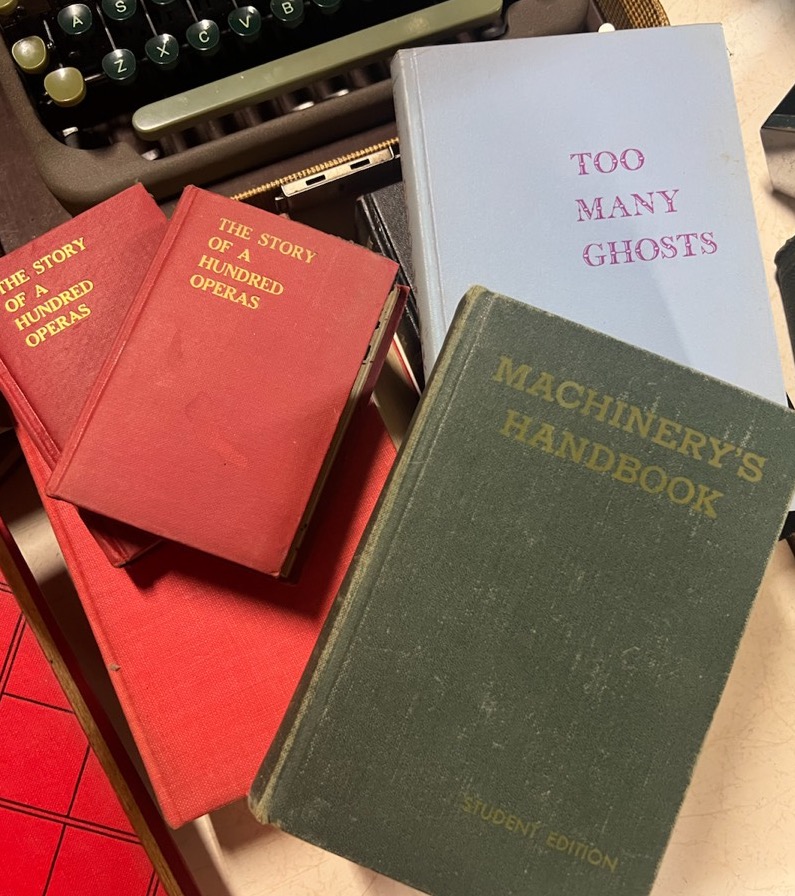 A S
Z X C V B
TOO
MANY
GHOSTS
THE STORY
OF A
HUNDRED
OPERAS
THE STORY
OF A
HUNDRED
OPERAS
MACHINERY'S
HANDBOOK
STUDENT EDITION